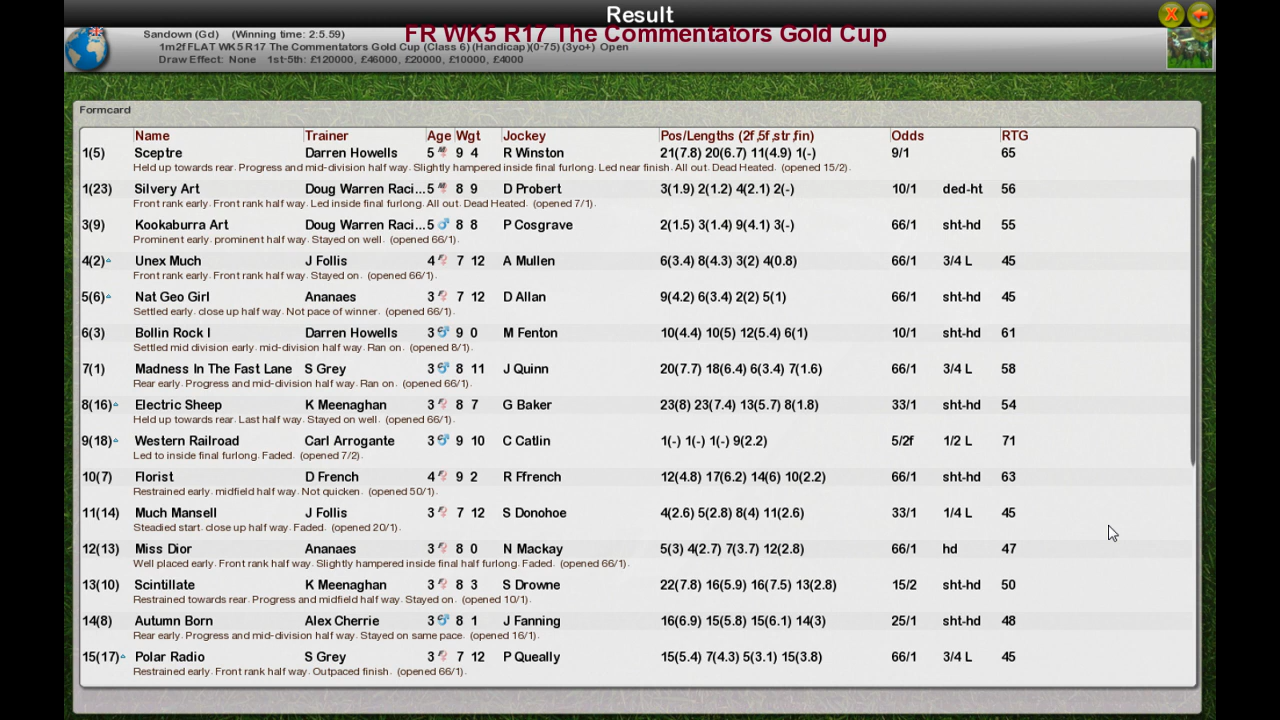 Result
FR WK5 R17 The Commentators Gold Cup
Sandown (Gd) (Winning time: 2:5.59)
1m2f FLAT WK5 R17 The Commentators Gold Cup (Class 6) (Handicap)(0-75) (3yo+) Open
Draw Effect: None 1st-5th: £120000, £46000, £20000, £10000, £4000
Formcard
Name Trainer Age Wgt Jockey Pos/Lengths (2f,5f,str,fin) Odds RTG
1(5) Sceptre Darren Howells 5 9 4 R Winston 21(7.8) 20(6.7) 11(4.9) 1(-) 9/1 65
Held up towards rear. Progress and mid-division half way. Slightly hampered inside final furlong. Led near finish. All out. Dead Heated. (opened 15/2).
1(23) Silvery Art Doug Warren Raci... 5 8 9 D Probert 3(1.9) 2(1.2) 4(2.1) 2(-) 10/1 ded-ht 56
Front rank early. Front rank half way. Led inside final furlong. All out. Dead Heated. (opened 7/1).
3(9) Kookaburra Art Doug Warren Raci... 5 8 8 P Cosgrave 2(1.5) 3(1.4) 9(4.1) 3(-) 66/1 sht-hd 55
Prominent early. prominent half way. Stayed on well. (opened 66/1).
4(2) Unex Much J Follis 4 7 12 A Mullen 6(3.4) 8(4.3) 3(2) 4(0.8) 66/1 3/4 L 45
Front rank early. Front rank half way. Stayed on. (opened 66/1).
5(6) Nat Geo Girl Ananaes 3 7 12 D Allan 9(4.2) 6(3.4) 2(2) 5(1) 66/1 sht-hd 45
Settled early. close up half way. Not pace of winner. (opened 66/1).
6(3) Bollin Rock I Darren Howells 3 9 0 M Fenton 10(4.4) 10(5) 12(5.4) 6(1) 10/1 sht-hd 61
Settled mid division early. mid-division half way. Ran on. (opened 8/1).
7(1) Madness In The Fast Lane S Grey 3 8 11 J Quinn 20(7.7) 18(6.4) 6(3.4) 7(1.6) 66/1 3/4 L 58
Rear early. Progress and mid-division half way. Ran on. (opened 66/1).
8(16) Electric Sheep K Meenaghan 3 8 7 G Baker 23(8) 23(7.4) 13(5.7) 8(1.8) 33/1 sht-hd 54
Held up towards rear. Last half way. Stayed on well. (opened 66/1).
9(18) Western Railroad Carl Arrogante 3 9 10 C Catlin 1(-) 1(-) 1(-) 9(2.2) 5/2f 1/2 L 71
Led to inside final furlong. Faded. (opened 7/2).
10(7) Florist D French 4 9 2 R Ffrench 12(4.8) 17(6.2) 14(6) 10(2.2) 66/1 sht-hd 63
Restrained early. midfield half way. Not quicken. (opened 50/1).
11(14) Much Mansell J Follis 3 7 12 S Donohoe 4(2.6) 5(2.8) 8(4) 11(2.6) 33/1 1/4 L 45
Steadied start. close up half way. Faded. (opened 20/1).
12(13) Miss Dior Ananaes 3 8 0 N Mackay 5(3) 4(2.7) 7(3.7) 12(2.8) 66/1 hd 47
Well placed early. Front rank half way. Slightly hampered inside final half furlong. Faded. (opened 66/1).
13(10) Scintillate K Meenaghan 3 8 3 S Drowne 22(7.8) 16(5.9) 16(7.5) 13(2.8) 15/2 sht-hd 50
Restrained towards rear. Progress and midfield half way. Stayed on. (opened 10/1).
14(8) Autumn Born Alex Cherrie 3 8 1 J Fanning 16(6.9) 15(5.8) 15(6.1) 14(3) 25/1 sht-hd 48
Rear early. Progress and mid-division half way. Stayed on same pace. (opened 16/1).
15(17) Polar Radio S Grey 3 7 12 P Queally 15(5.4) 7(4.3) 5(3.1) 15(3.8) 66/1 3/4 L 45
Restrained early. Front rank half way. Outpaced finish. (opened 66/1).